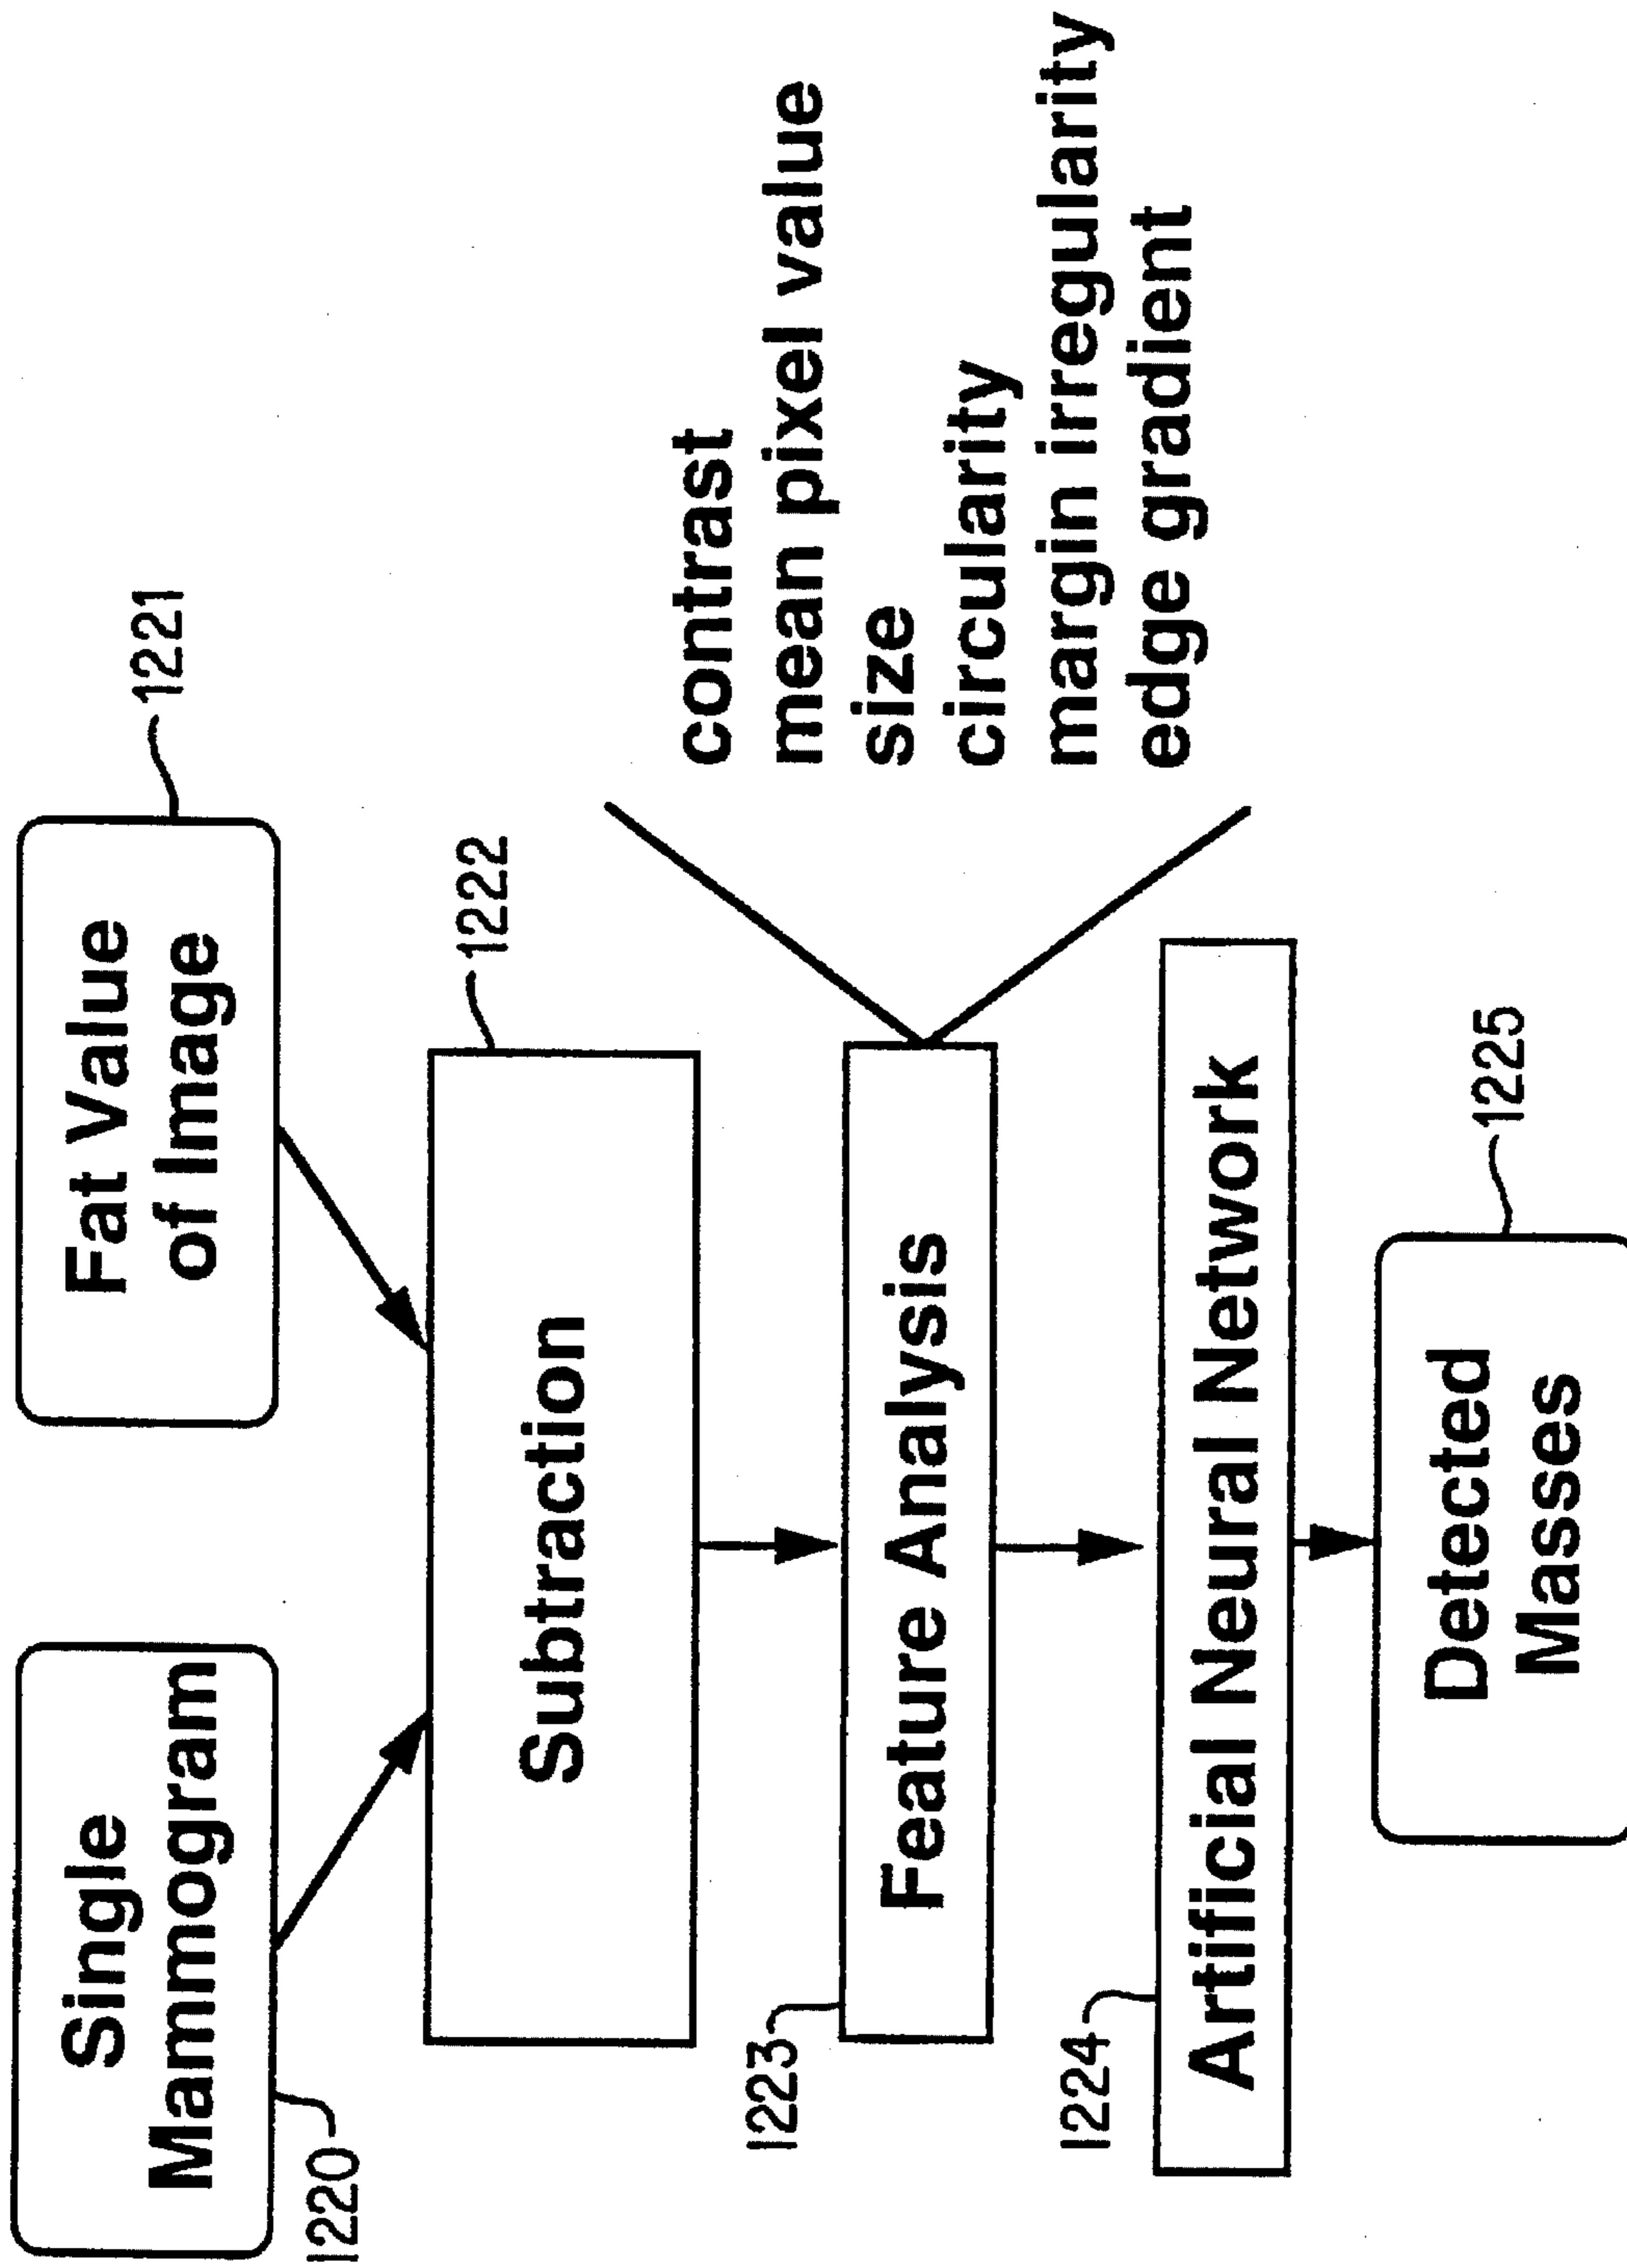 Single
Mammogram
1220
Fat Value
of Image
1221
Subtraction
1222
Feature Analysis
1223
contrast
mean pixel value
size
circularity
margin irregularity
edge gradient
Artificial Neural Network
1224
Detected
Masses
1225